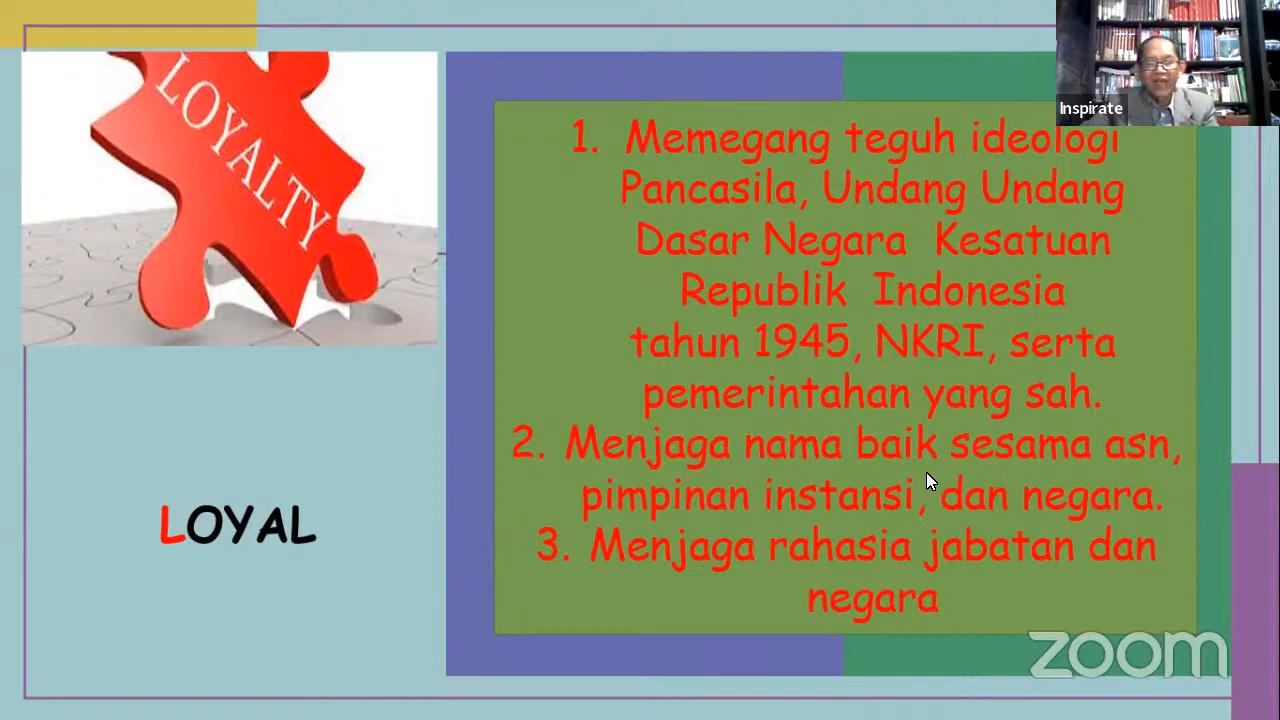 LOYALTY
LOYAL
1. Memegang teguh ideologi
Pancasila, Undang Undang
Dasar Negara Kesatuan
Republik Indonesia
tahun 1945, NKRI, serta
pemerintahan yang sah.
2. Menjaga nama baik sesama asn,
pimpinan instansi, dan negara.
3. Menjaga rahasia jabatan dan
negara
Inspirate
zoom